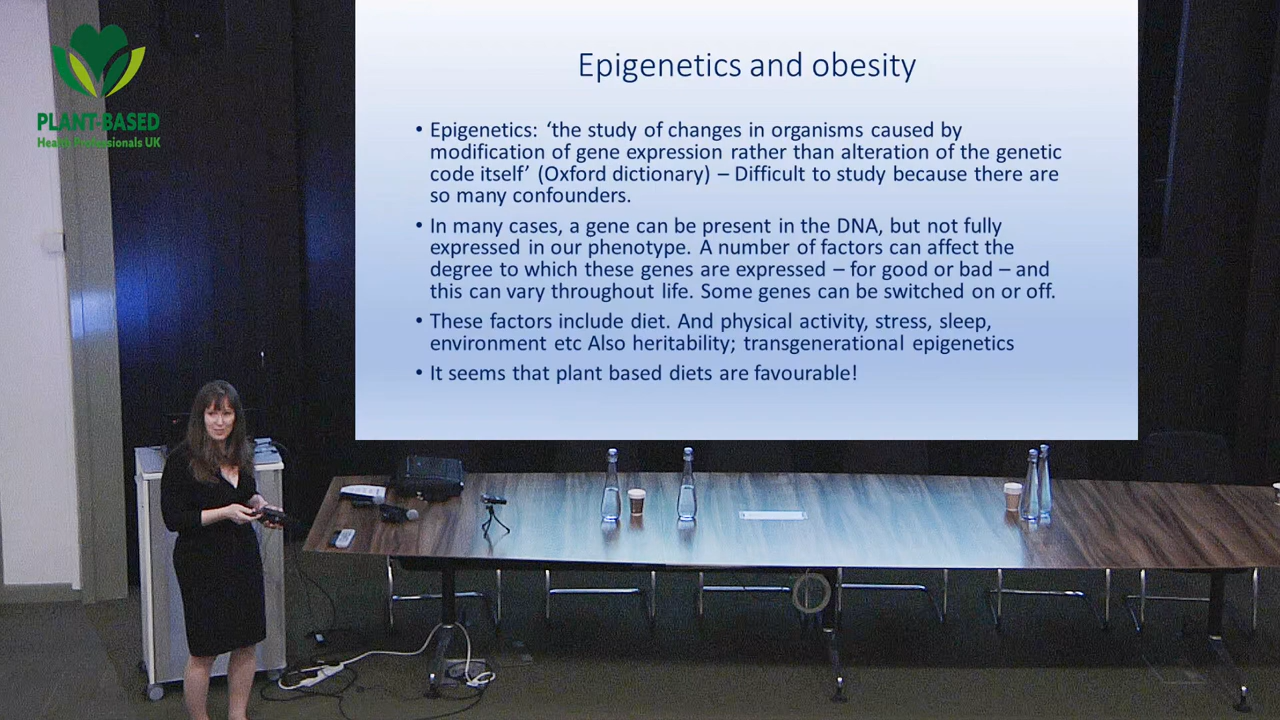 PLANT-BASED
Health Professionals UK
Epigenetics and obesity
• Epigenetics: ‘the study of changes in organisms caused by
modification of gene expression rather than alteration of the genetic
code itself’ (Oxford dictionary) – Difficult to study because there are
so many confounders.
• In many cases, a gene can be present in the DNA, but not fully
expressed in our phenotype. A number of factors can affect the
degree to which these genes are expressed – for good or bad – and
this can vary throughout life. Some genes can be switched on or off.
• These factors include diet. And physical activity, stress, sleep,
environment etc Also heritability; transgenerational epigenetics
• It seems that plant based diets are favourable!